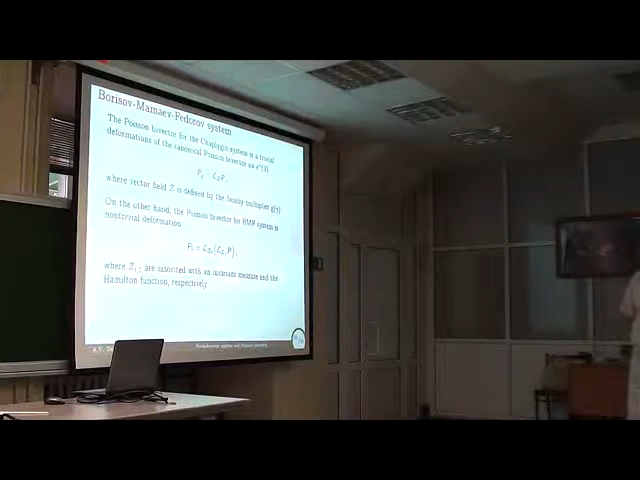 Borisov-Mamaev-Fedorov system
The Poisson bivector for the Chaplygin system is a trivial
deformations of the canonical Poisson bivector on e*(3)
where vector field Z is defined by the Jacoby multiplier g(γ)
On the other hand, the Poisson bivector for BMF system is
nontrivial deformation
where Z₁,₂ are associted with an invariant measure and the
Hamilton function, respectively
A.V.